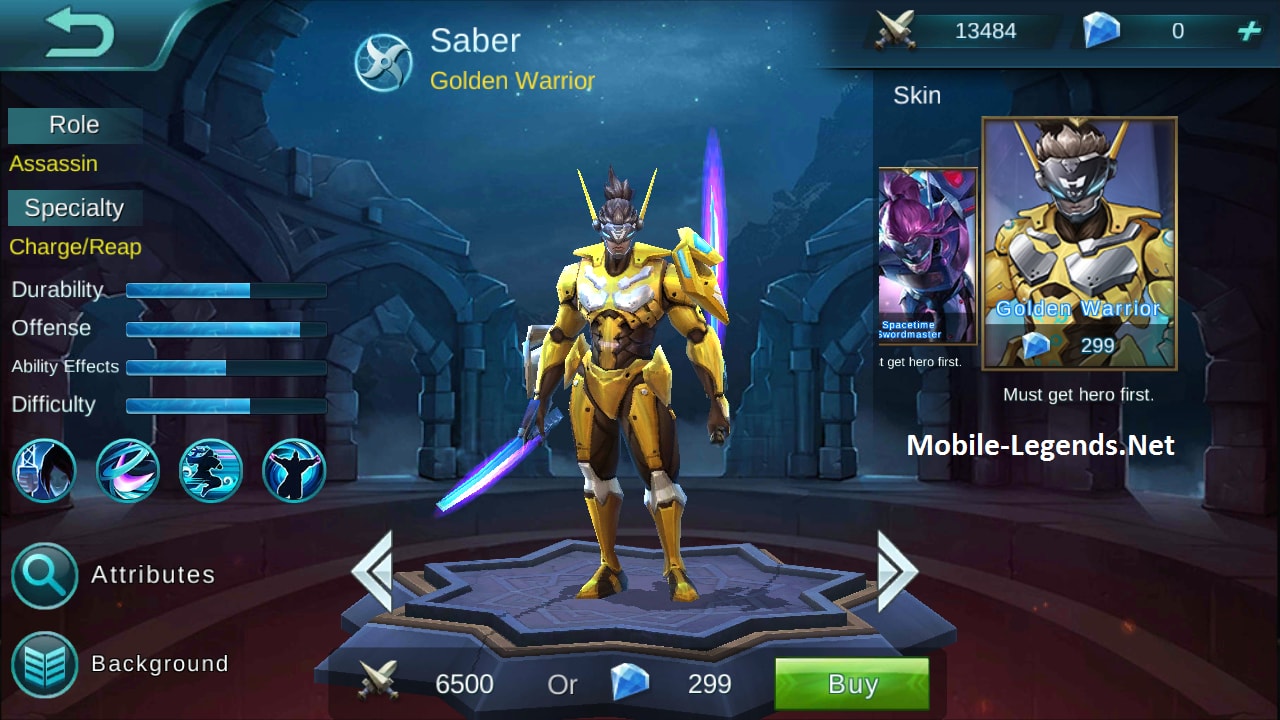 Saber
Golden Warrior
13484
0
Role
Assassin
Specialty
Charge/Reap
Durability
Offense
Ability Effects
Difficulty
Attributes
Background
Skin
Spacetime
Swordmaster
t get hero first.
Golden Warrior
299
Must get hero first.
Mobile-Legends.Net
6500 Or 299 Buy